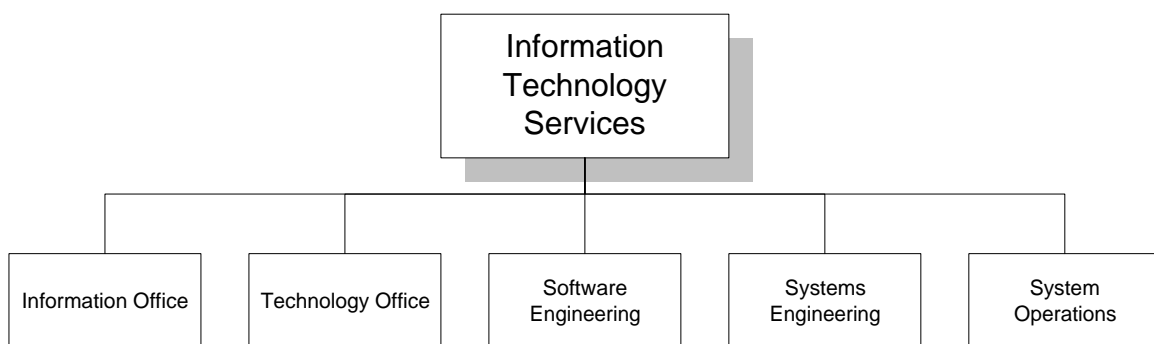 Information
Technology
Services
Information Office
Technology Office
Software
Engineering
Systems
Engineering
System
Operations